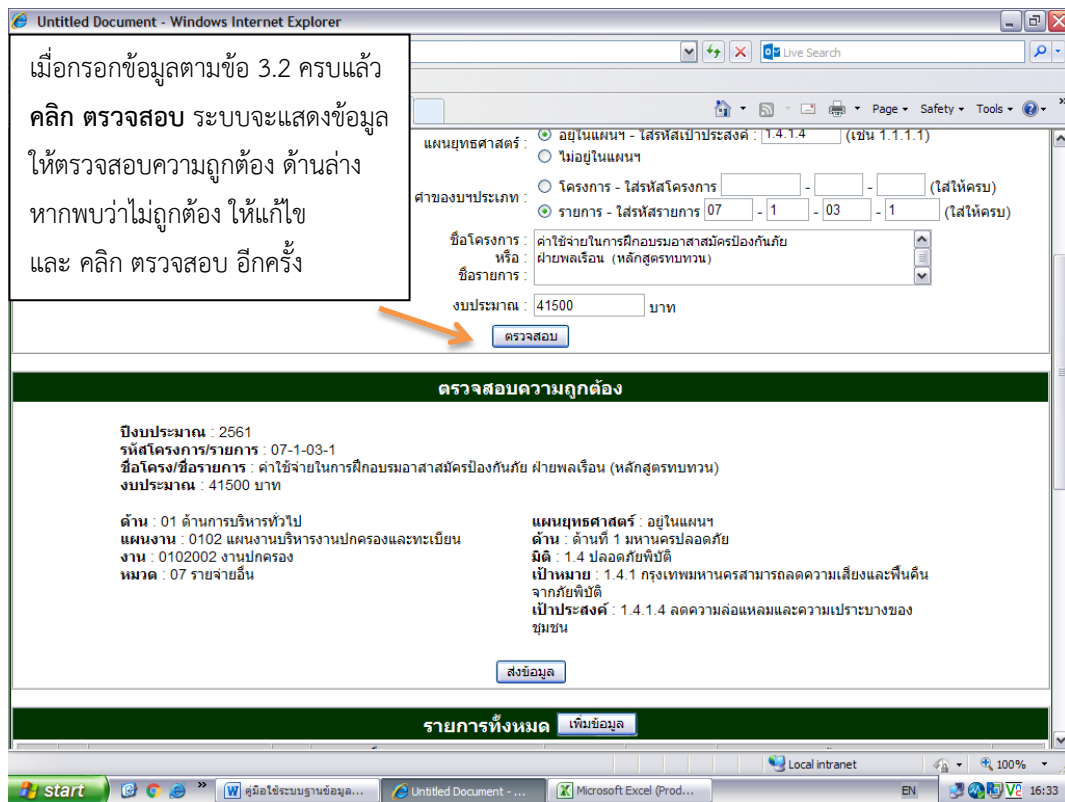 Untitled Document - Windows Internet Explorer
Live Search
Page Safety Tools
เมื่อกรอกข้อมูลตามข้อ 3.2 ครบแล้ว
คลิก ตรวจสอบ ระบบจะแสดงข้อมูล
ให้ตรวจสอบความถูกต้อง ด้านล่าง
หากพบว่าไม่ถูกต้อง ให้แก้ไข
และ คลิก ตรวจสอบ อีกครั้ง
แผนยุทธศาสตร์ : อยู่ในแผนฯ - ใส่รหัสเป้าประสงค์ : 1.4.1.4 (เช่น 1.1.1.1)
ไม่อยู่ในแผนฯ
คำของบฯประเภท : โครงการ - ใส่รหัสโครงการ - - (ใส่ให้ครบ)
รายการ - ใส่รหัสรายการ 07 - 1 - 03 - 1 (ใส่ให้ครบ)
ชื่อโครงการ : ค่าใช้จ่ายในการฝึกอบรมอาสาสมัครป้องกันภัย
หรือ : ฝ่ายพลเรือน (หลักสูตรทบทวน)
ชื่อรายการ :
งบประมาณ : 41500 บาท
ตรวจสอบ
ตรวจสอบความถูกต้อง
ปีงบประมาณ : 2561
รหัสโครงการ/รายการ : 07-1-03-1
ชื่อโครง/ชื่อรายการ : ค่าใช้จ่ายในการฝึกอบรมอาสาสมัครป้องกันภัย ฝ่ายพลเรือน (หลักสูตรทบทวน)
งบประมาณ : 41500 บาท
ด้าน : 01 ด้านการบริหารทั่วไป
แผนงาน : 0102 แผนงานบริหารงานปกครองและทะเบียน
งาน : 0102002 งานปกครอง
หมวด : 07 รายจ่ายอื่น
แผนยุทธศาสตร์ : อยู่ในแผนฯ
ด้าน : ด้านที่ 1 มหานครปลอดภัย
มิติ : 1.4 ปลอดภัยพิบัติ
เป้าหมาย : 1.4.1 กรุงเทพมหานครสามารถลดความเสี่ยงและฟื้นคืน
จากภัยพิบัติ
เป้าประสงค์ : 1.4.1.4 ลดความล่อแหลมและความเปราะบางของ
ชุมชน
ส่งข้อมูล
รายการทั้งหมด เพิ่มข้อมูล
Local intranet 100%
start คู่มือใช้ระบบฐานข้อมูล... Untitled Document - ... Microsoft Excel (Prod... EN 16:33